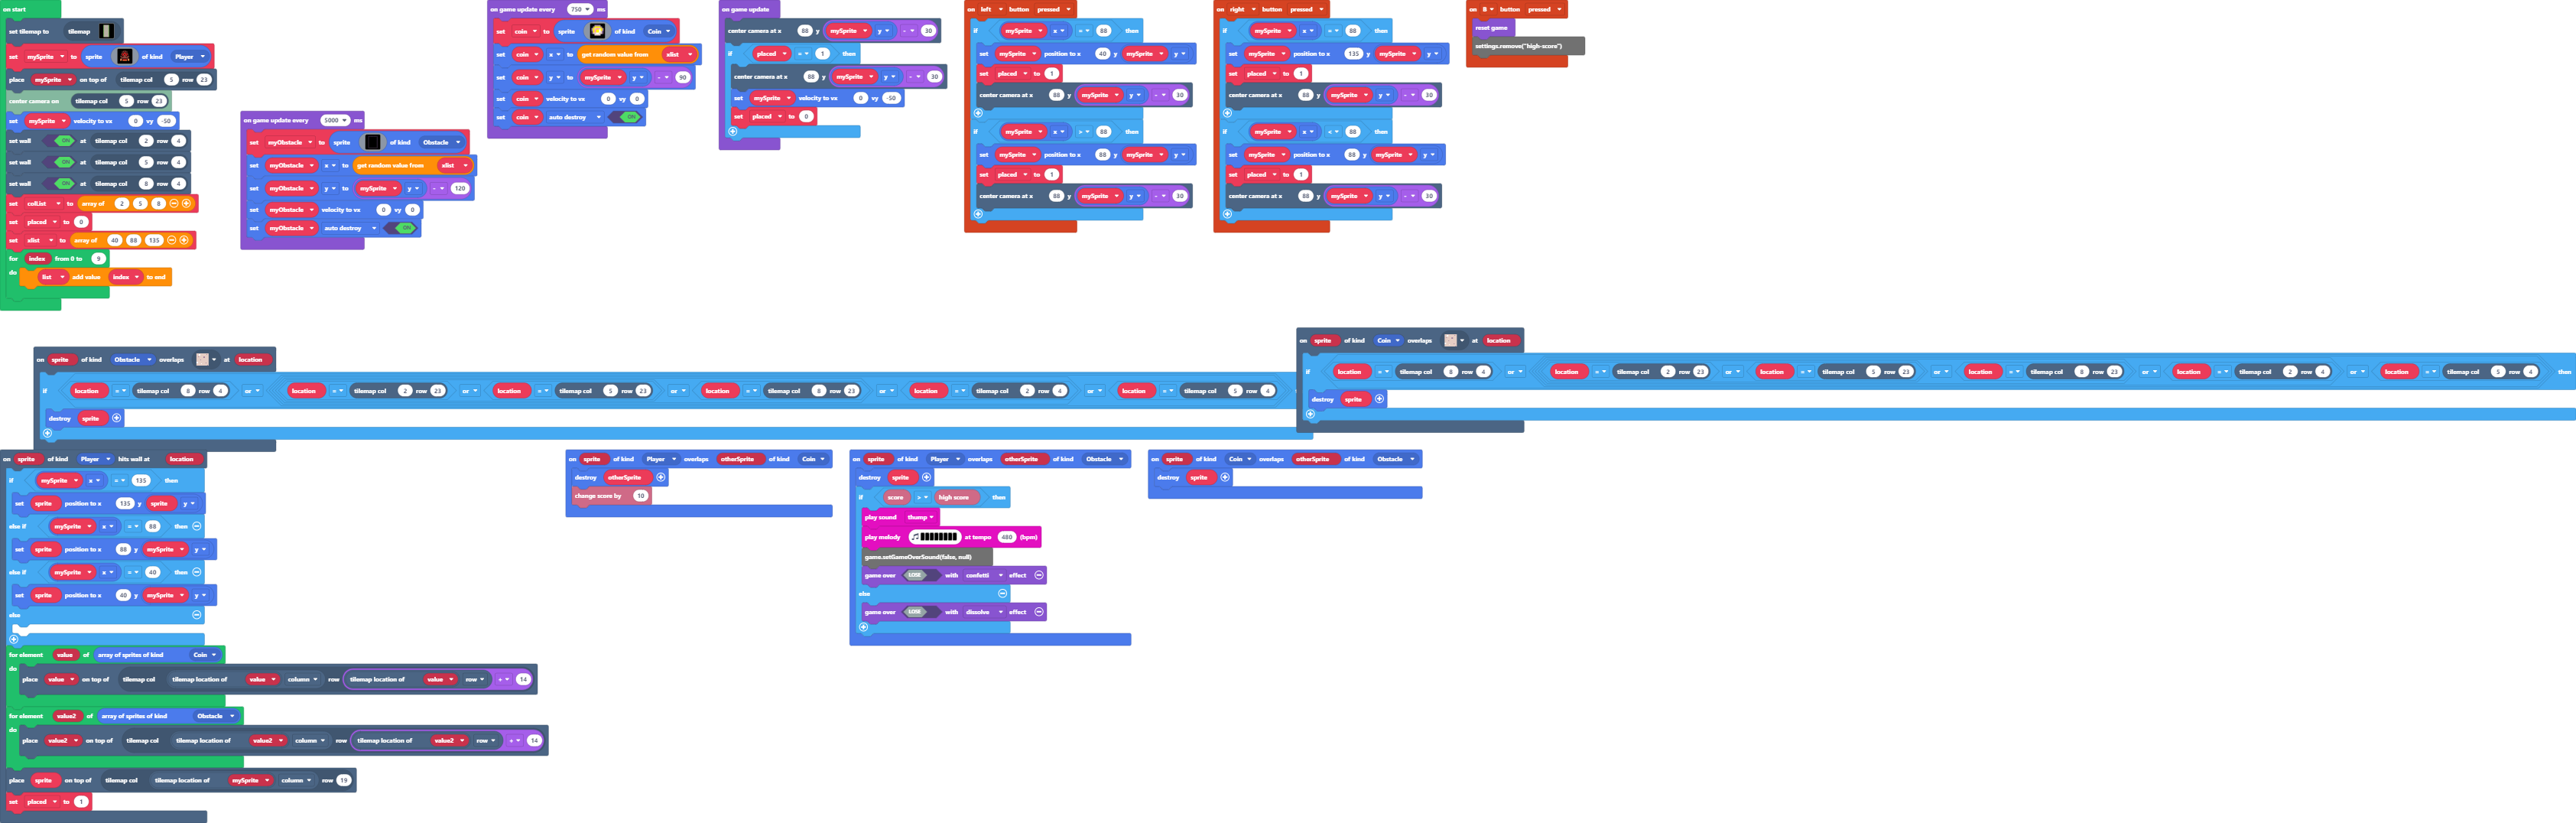 on start
set tilemap to tilemap
set mySprite to sprite of kind Player
place mySprite on top of tilemap col 5 row 23
center camera on tilemap col 5 row 23
set mySprite velocity to vx 0 vy -50
set wall ON at tilemap col 2 row 4
set wall ON at tilemap col 5 row 4
set wall ON at tilemap col 8 row 4
set colList to array of 2 5 8
set placed to 0
set xlist to array of 40 88 135
for index from 0 to 9
do list add value index to end
on game update every 5000 ms
set myObstacle to sprite of kind Obstacle
set myObstacle x to get random value from xlist
set myObstacle y to mySprite y - 120
set myObstacle velocity to vx 0 vy 0
set myObstacle auto destroy ON
on game update every 750 ms
set coin to sprite of kind Coin
set coin x to get random value from xlist
set coin y to mySprite y - 90
set coin velocity to vx 0 vy 0
set coin auto destroy ON
on game update
center camera at x 88 y mySprite y - 30
if placed = 1 then
center camera at x 88 y mySprite y - 30
set mySprite velocity to vx 0 vy -50
set placed to 0
on left button pressed
if mySprite x = 88 then
set mySprite position to x 40 y mySprite y
set placed to 1
center camera at x 88 y mySprite y - 30
if mySprite x > 88 then
set mySprite position to x 88 y mySprite y
set placed to 1
center camera at x 88 y mySprite y - 30
on right button pressed
if mySprite x = 88 then
set mySprite position to x 135 y mySprite y
set placed to 1
center camera at x 88 y mySprite y - 30
if mySprite x < 88 then
set mySprite position to x 88 y mySprite y
set placed to 1
center camera at x 88 y mySprite y - 30
on B button pressed
reset game
settings.remove("high-score")
on sprite of kind Obstacle overlaps at location
if location = tilemap col 8 row 4 or location = tilemap col 2 row 23 or location = tilemap col 5 row 23 or location = tilemap col 8 row 23 or location = tilemap col 2 row 4 or location = tilemap col 5 row 4
destroy sprite
on sprite of kind Coin overlaps at location
if location = tilemap col 8 row 4 or location = tilemap col 2 row 23 or location = tilemap col 5 row 23 or location = tilemap col 8 row 23 or location = tilemap col 2 row 4 or location = tilemap col 5 row 4 then
destroy sprite
on sprite of kind Player hits wall at location
if mySprite x = 135 then
set sprite position to x 135 y sprite y
else if mySprite x = 88 then
set sprite position to x 88 y mySprite y
else if mySprite x = 40 then
set sprite position to x 40 y mySprite y
else
for element value of array of sprites of kind Coin
do place value on top of tilemap col tilemap location of value column row tilemap location of value row + 14
for element value2 of array of sprites of kind Obstacle
do place value2 on top of tilemap col tilemap location of value2 column row tilemap location of value2 row + 14
place sprite on top of tilemap col tilemap location of mySprite column row 19
set placed to 1
on sprite of kind Player overlaps otherSprite of kind Coin
destroy otherSprite
change score by 10
on sprite of kind Player overlaps otherSprite of kind Obstacle
destroy sprite
if score > high score then
play sound thump
play melody at tempo 480 (bpm)
game.setGameOverSound(false, null)
game over LOSE with confetti effect
else
game over LOSE with dissolve effect
on sprite of kind Coin overlaps otherSprite of kind Obstacle
destroy sprite